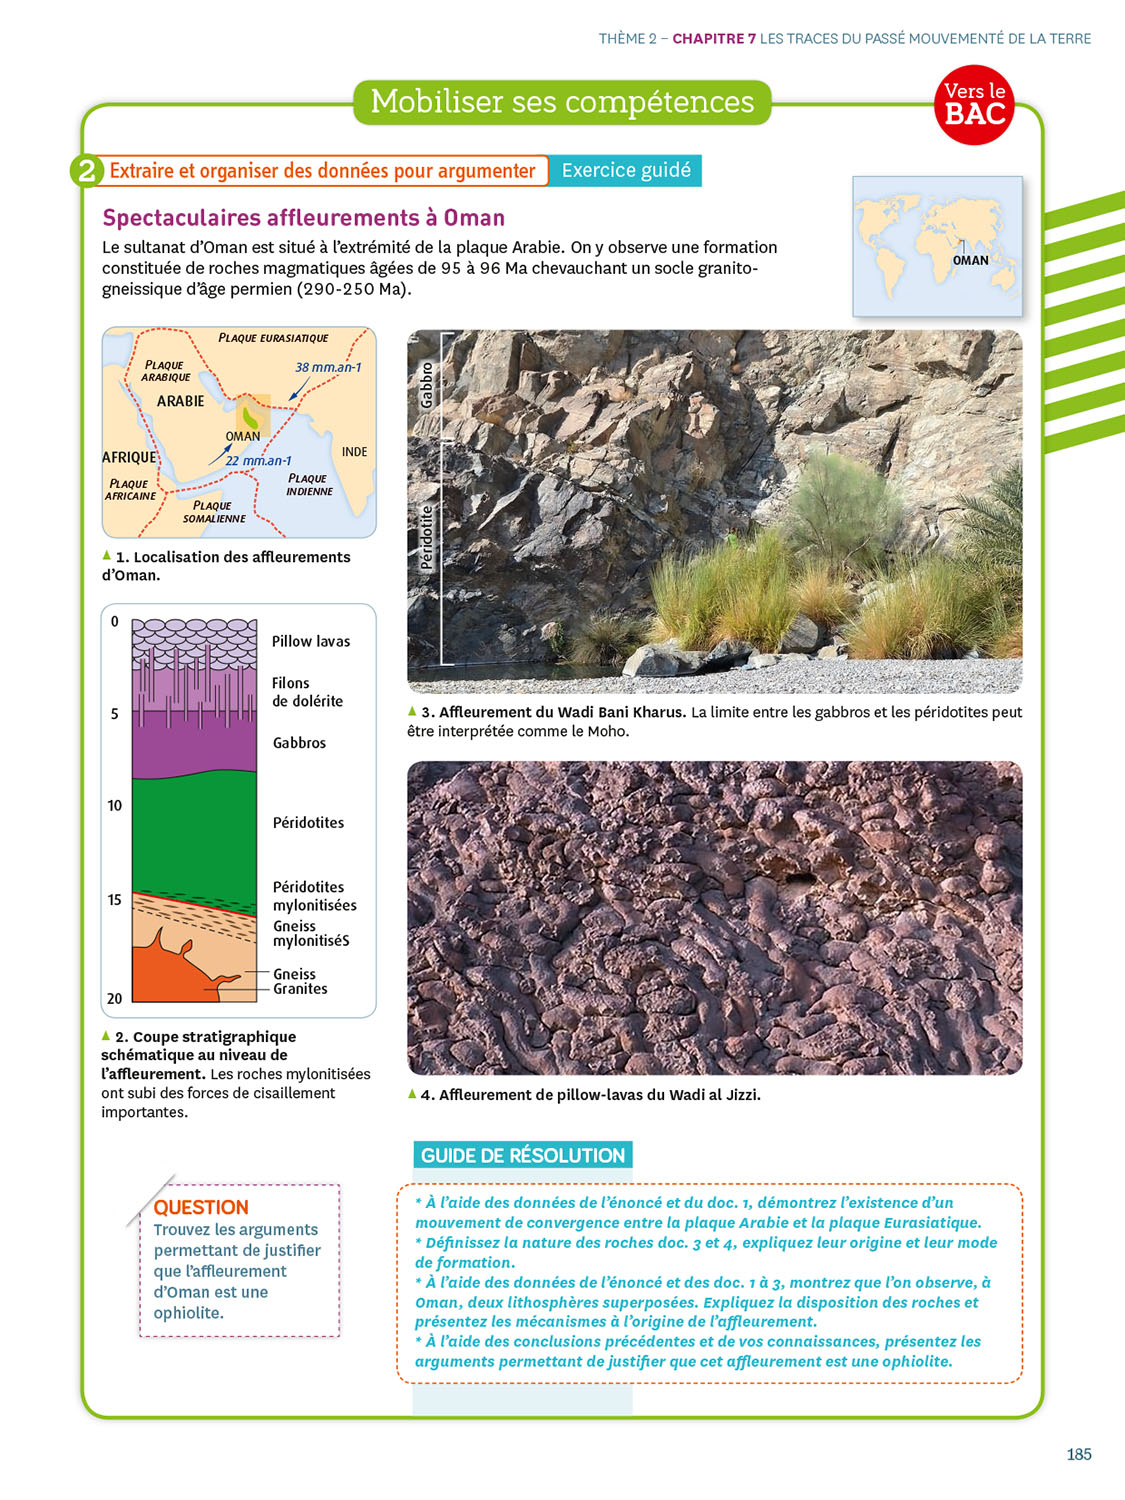 THÈME 2 – CHAPITRE 7 LES TRACES DU PASSÉ MOUVEMENTÉ DE LA TERRE
Mobiliser ses compétences
Vers le
BAC
2 Extraire et organiser des données pour argumenter Exercice guidé
Spectaculaires affleurements à Oman
Le sultanat d'Oman est situé à l'extrémité de la plaque Arabie. On y observe une formation
constituée de roches magmatiques âgées de 95 à 96 Ma chevauchant un socle granito-
gneissique d'âge permien (290-250 Ma).
OMAN
PLAQUE EURASIATIQUE
PLAQUE
ARABIQUE
38 mm.an-1
ARABIE
OMAN
AFRIQUE
22 mm.an-1
INDE
PLAQUE
AFRICAINE
PLAQUE
INDIENNE
PLAQUE
SOMALIENNE
1. Localisation des affleurements
d'Oman.
0
5
10
15
20
Pillow lavas
Filons
de dolérite
Gabbros
Péridotites
Péridotites
mylonitisées
Gneiss
mylonitiséS
Gneiss
Granites
2. Coupe stratigraphique
schématique au niveau de
l'affleurement. Les roches mylonitisées
ont subi des forces de cisaillement
importantes.
Gabbro
Péridotite
3. Affleurement du Wadi Bani Kharus. La limite entre les gabbros et les péridotites peut
être interprétée comme le Moho.
4. Affleurement de pillow-lavas du Wadi al Jizzi.
QUESTION
Trouvez les arguments
permettant de justifier
que l'affleurement
d'Oman est une
ophiolite.
GUIDE DE RÉSOLUTION
* À l'aide des données de l'énoncé et du doc. 1, démontrez l'existence d'un
mouvement de convergence entre la plaque Arabie et la plaque Eurasiatique.
* Définissez la nature des roches doc. 3 et 4, expliquez leur origine et leur mode
de formation.
* À l'aide des données de l'énoncé et des doc. 1 à 3, montrez que l'on observe, à
Oman, deux lithosphères superposées. Expliquez la disposition des roches et
présentez les mécanismes à l'origine de l'affleurement.
* À l'aide des conclusions précédentes et de vos connaissances, présentez les
arguments permettant de justifier que cet affleurement est une ophiolite.
185